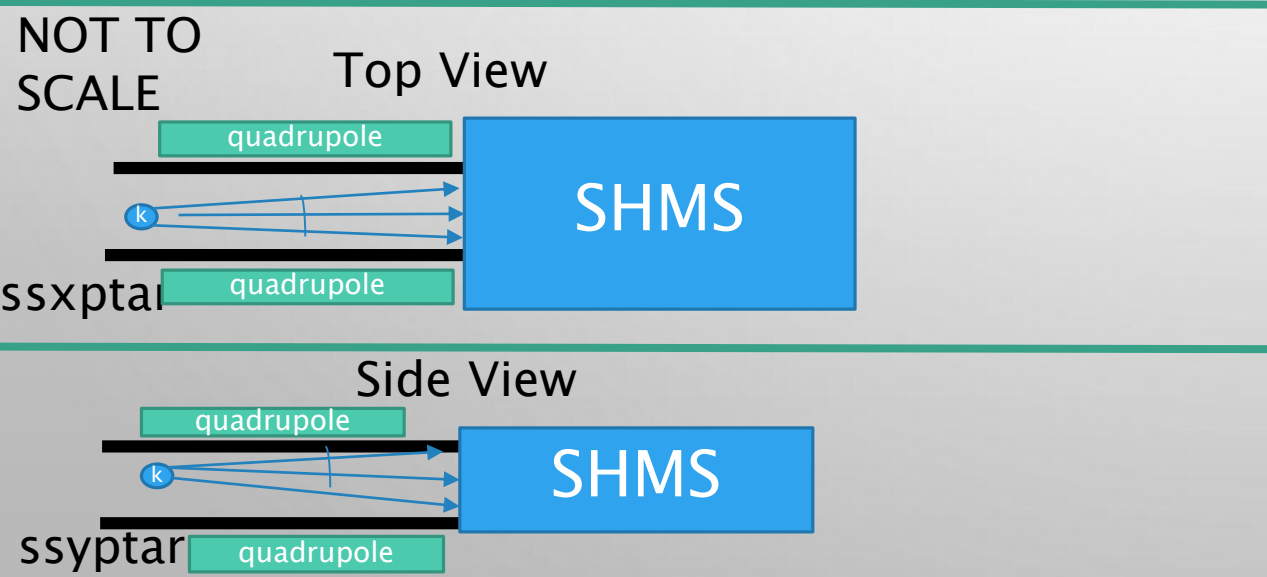 NOT TO
SCALE
Top View
quadrupole
k
SHMS
quadrupole
ssxptar
Side View
quadrupole
k
SHMS
ssyptar
quadrupole